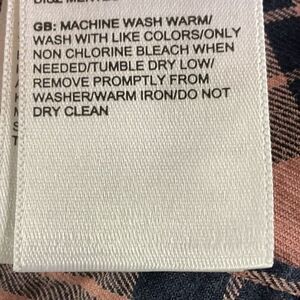 GB: MACHINE WASH WARM/
WASH WITH LIKE COLORS/ONLY
NON CHLORINE BLEACH WHEN
NEEDED/TUMBLE DRY LOW/
REMOVE PROMPTLY FROM
WASHER/WARM IRON/DO NOT
DRY CLEAN